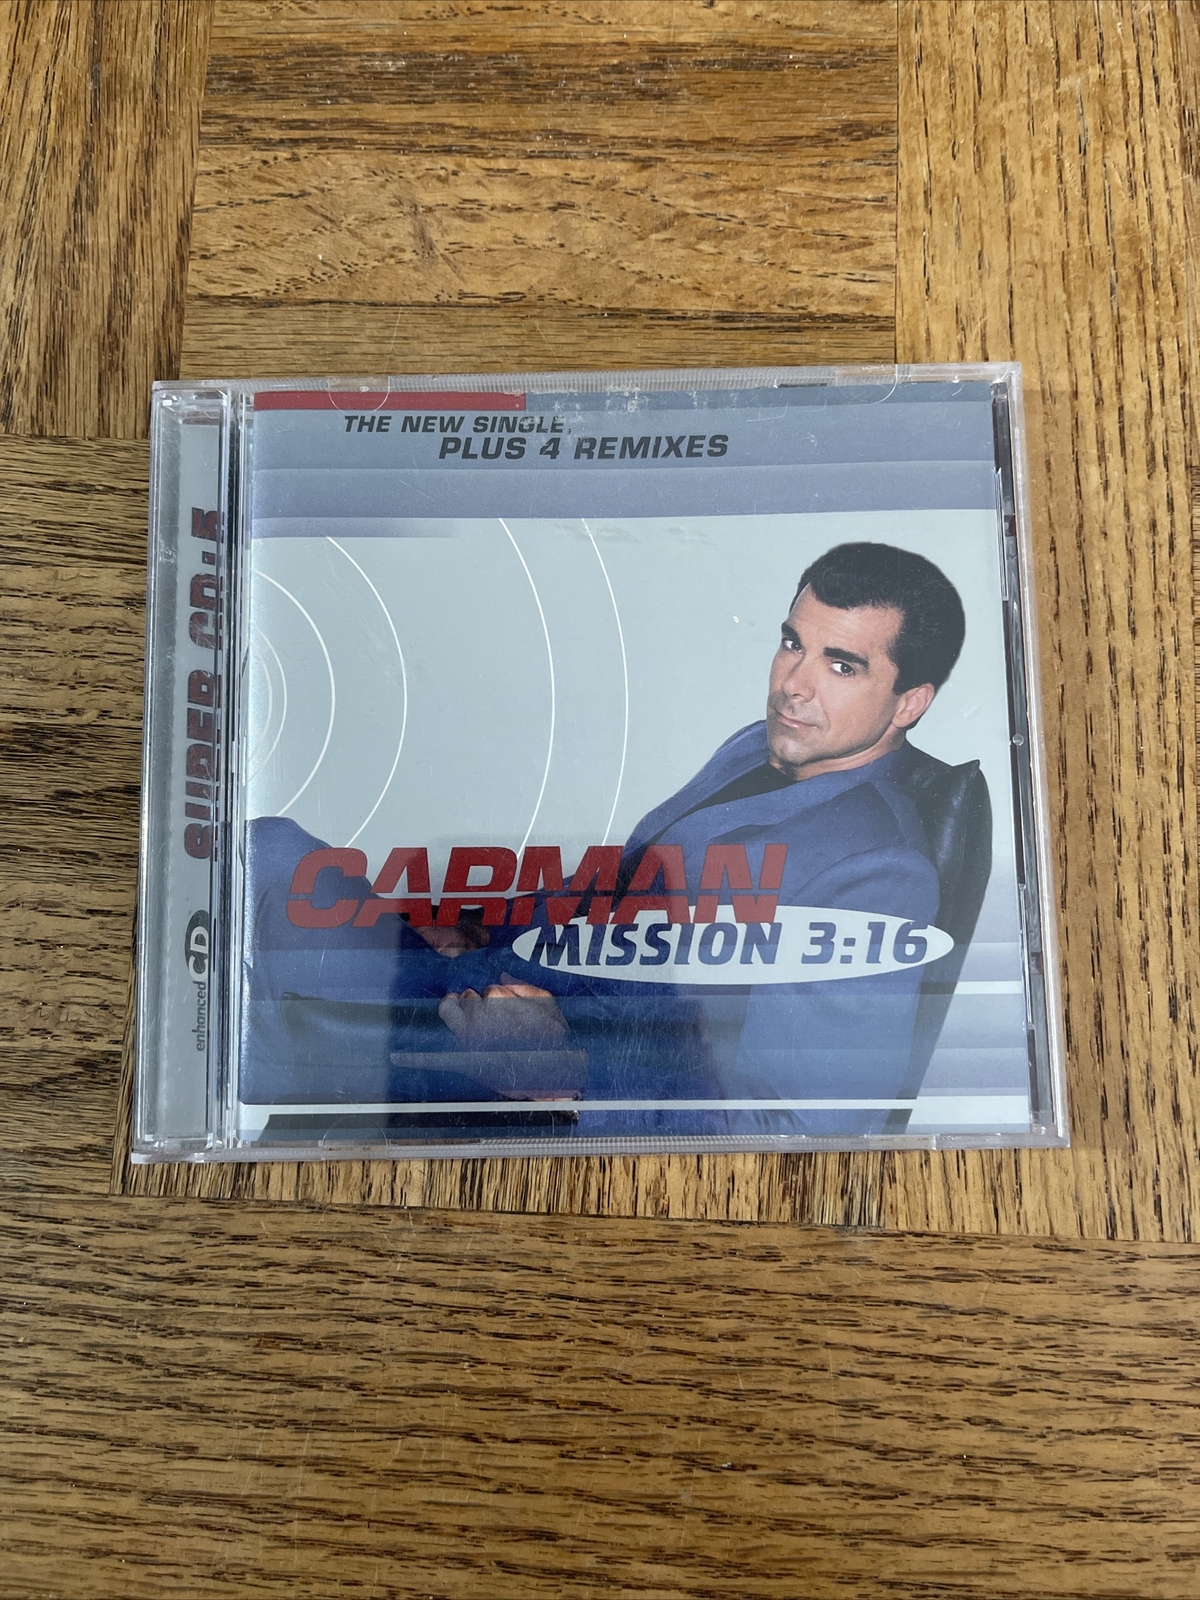 THE NEW SINGLE,
PLUS 4 REMIXES
CARMAN
MISSION 3:16
SUPER CD:5
enhanced CD